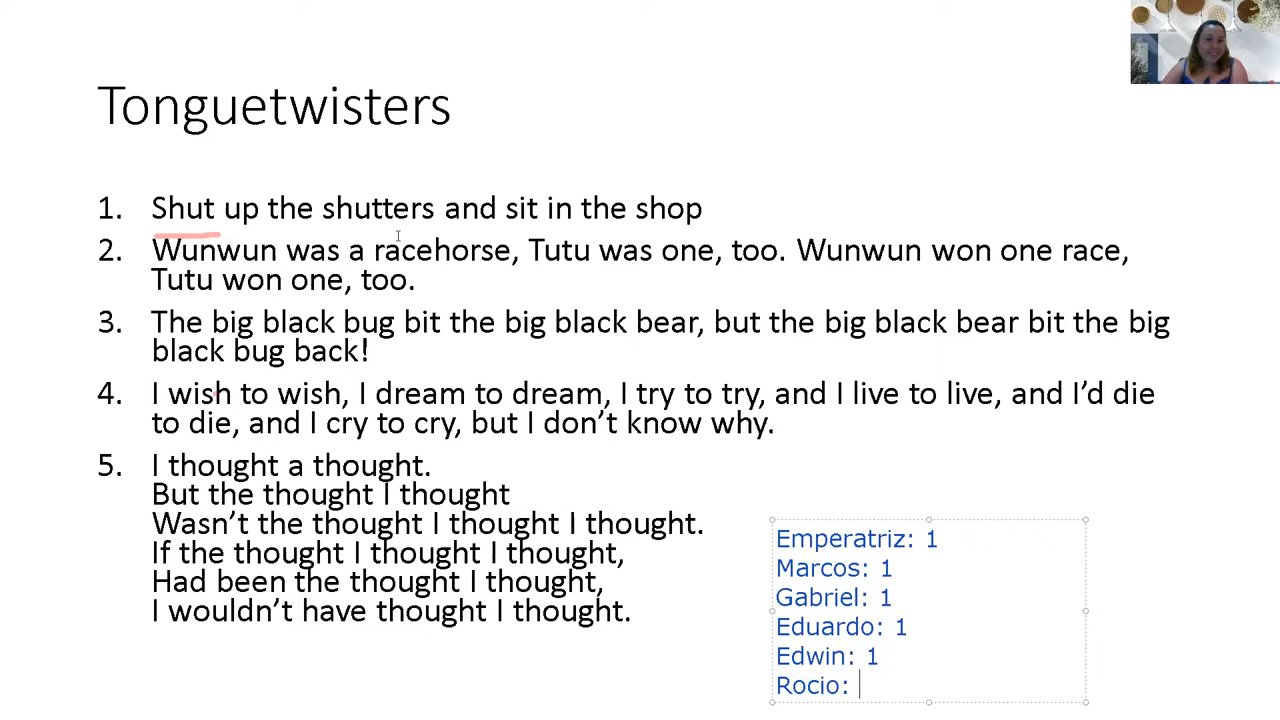 Tonguetwisters
1. Shut up the shutters and sit in the shop
2. Wunwun was a racehorse, Tutu was one, too. Wunwun won one race,
Tutu won one, too.
3. The big black bug bit the big black bear, but the big black bear bit the big
black bug back!
4. I wish to wish, I dream to dream, I try to try, and I live to live, and I’d die
to die, and I cry to cry, but I don’t know why.
5. I thought a thought.
But the thought I thought
Wasn’t the thought I thought I thought.
If the thought I thought I thought,
Had been the thought I thought,
I wouldn’t have thought I thought.
Emperatriz: 1
Marcos: 1
Gabriel: 1
Eduardo: 1
Edwin: 1
Rocio: